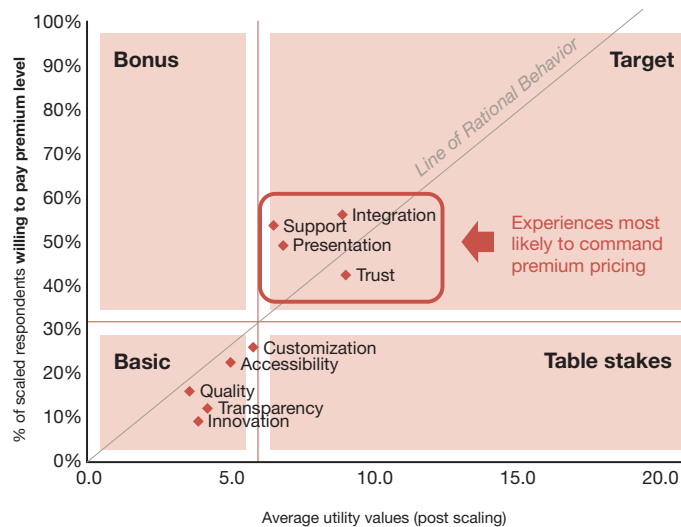 100%
90%
80%
70%
60%
50%
40%
30%
20%
10%
0%
% of scaled respondents willing to pay premium level
Bonus
Target
Line of Rational Behavior
Integration
Support
Presentation
Trust
Experiences most
likely to command
premium pricing
Basic
Table stakes
Customization
Accessibility
Quality
Transparency
Innovation
0.0
5.0
10.0
15.0
20.0
Average utility values (post scaling)